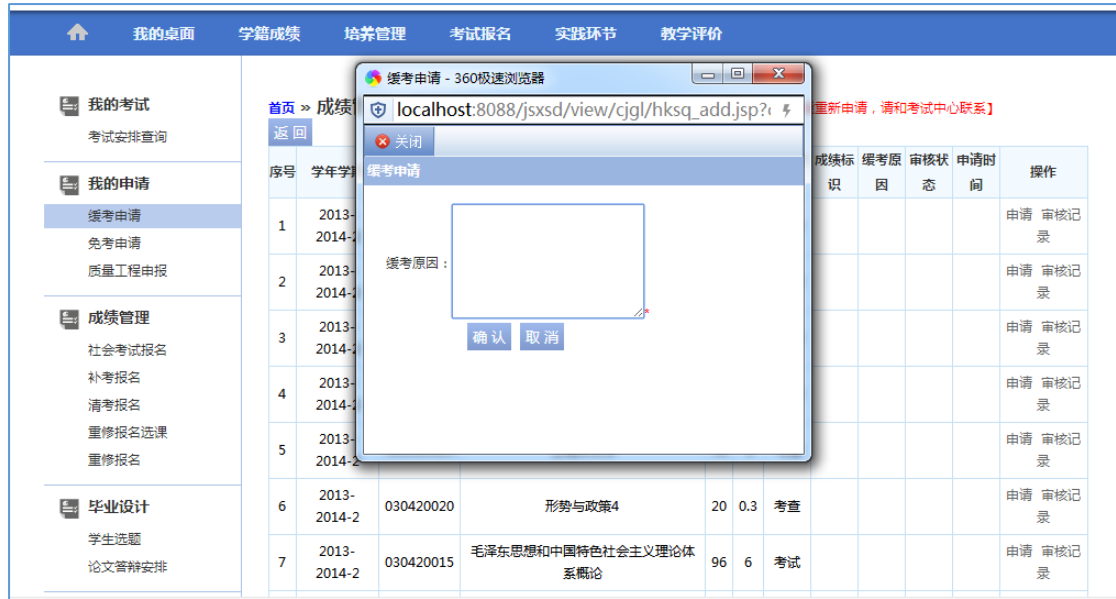 我的桌面 学籍成绩 培养管理 考试报名 实践环节 教学评价
我的考试
考试安排查询
我的申请
缓考申请
免考申请
质量工程申报
成绩管理
社会考试报名
补考报名
清考报名
重修报名选课
重修报名
毕业设计
学生选题
论文答辩安排
首页 » 成绩
重新申请，请和考试中心联系】
返 回
缓考申请 - 360极速浏览器
localhost:8088/jsxsd/view/cjgl/hksq_add.jsp?
关闭
缓考申请
缓考原因：
*
确 认 取 消
序号 学年学期 成绩标识 缓考原因 审核状态 申请时间 操作
1 2013-2014-2 申请 审核记录
2 2013-2014-2 申请 审核记录
3 2013-2014-2 申请 审核记录
4 2013-2014-2 申请 审核记录
5 2013-2014-2 申请 审核记录
6 2013-2014-2 030420020 形势与政策4 20 0.3 考查 申请 审核记录
7 2013-2014-2 030420015 毛泽东思想和中国特色社会主义理论体系概论 96 6 考试 申请 审核记录